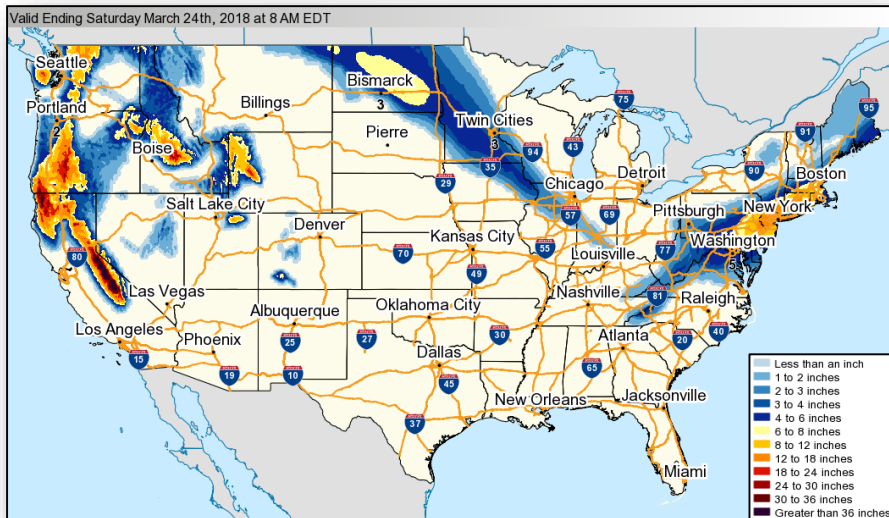 Valid Ending Saturday March 24th, 2018 at 8 AM EDT
Seattle
Portland
2
Boise
Billings
Bismarck
3
Pierre
Twin Cities
3
75
95
91
90
Boston
94
43
35
29
Chicago
Detroit
57
69
Pittsburgh
New York
Washington
5
Salt Lake City
Denver
80
70
Kansas City
55
77
49
Louisville
81
Las Vegas
Nashville
Raleigh
Los Angeles
Albuquerque
Oklahoma City
Phoenix
25
27
30
Atlanta
20
40
15
19
10
Dallas
45
65
37
New Orleans
Jacksonville
Miami
Less than an inch
1 to 2 inches
2 to 3 inches
3 to 4 inches
4 to 6 inches
6 to 8 inches
8 to 12 inches
12 to 18 inches
18 to 24 inches
24 to 30 inches
30 to 36 inches
Greater than 36 inches